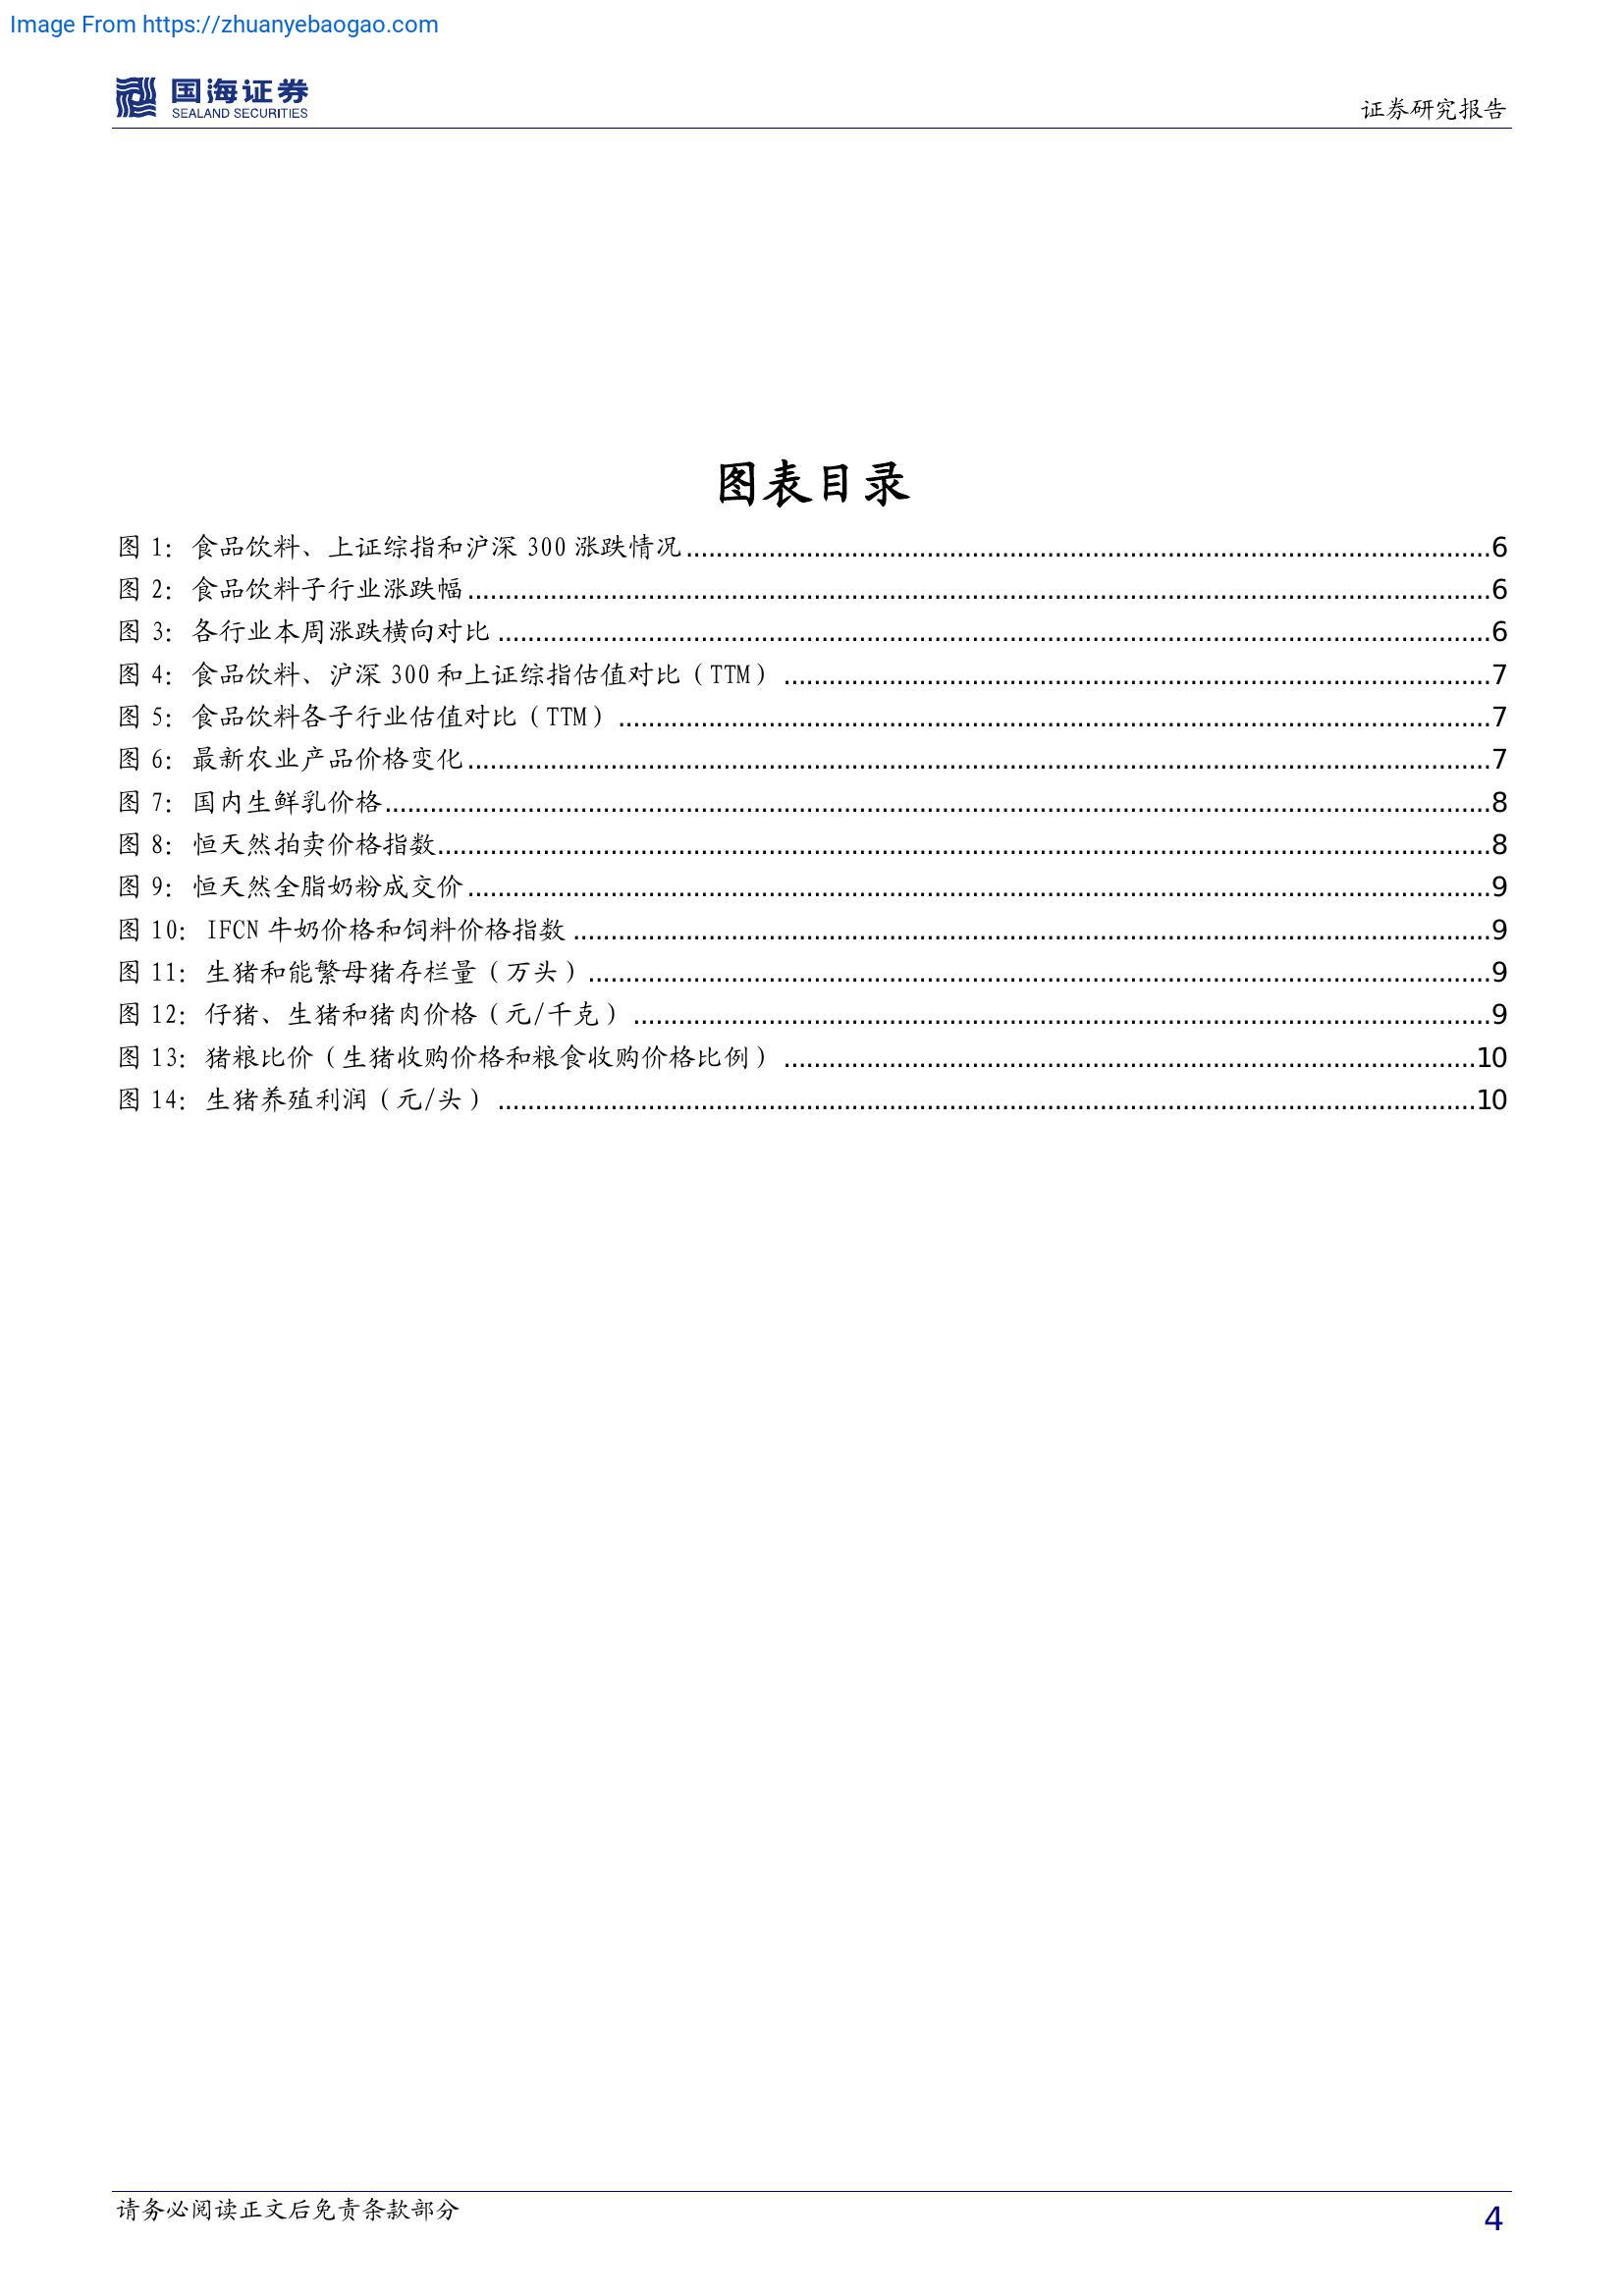 Image From https://zhuanyebaogao.com
国海证券
SEALAND SECURITIES
证券研究报告
图表目录
图 1：食品饮料、上证综指和沪深 300 涨跌情况........................................6
图 2：食品饮料子行业涨跌幅........................................6
图 3：各行业本周涨跌横向对比........................................6
图 4：食品饮料、沪深 300 和上证综指估值对比（TTM）........................................7
图 5：食品饮料各子行业估值对比（TTM）........................................7
图 6：最新农业产品价格变化........................................7
图 7：国内生鲜乳价格........................................8
图 8：恒天然拍卖价格指数........................................8
图 9：恒天然全脂奶粉成交价........................................9
图 10：IFCN 牛奶价格和饲料价格指数........................................9
图 11：生猪和能繁母猪存栏量（万头）........................................9
图 12：仔猪、生猪和猪肉价格（元/千克）........................................9
图 13：猪粮比价（生猪收购价格和粮食收购价格比例）........................................10
图 14：生猪养殖利润（元/头）........................................10
请务必阅读正文后免责条款部分
4